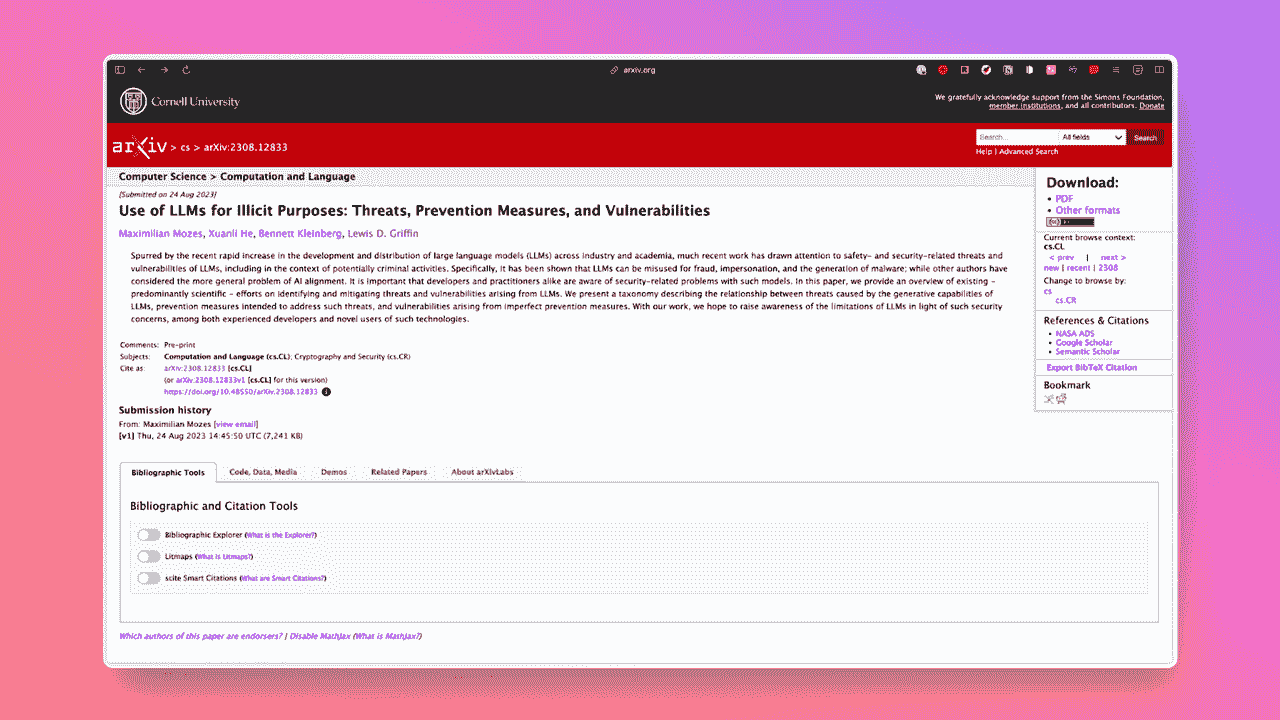 arxiv.org
Cornell University
We gratefully acknowledge support from the Simons Foundation,
member institutions, and all contributors. Donate
arXiv > cs > arXiv:2308.12833
Search...
All fields
Search
Help | Advanced Search
Computer Science > Computation and Language
[Submitted on 24 Aug 2023]
Use of LLMs for Illicit Purposes: Threats, Prevention Measures, and Vulnerabilities
Maximilian Mozes, Xuanli He, Bennett Kleinberg, Lewis D. Griffin
Spurred by the recent rapid increase in the development and distribution of large language models (LLMs) across industry and academia, much recent work has drawn attention to safety- and security-related threats and
vulnerabilities of LLMs, including in the context of potentially criminal activities. Specifically, it has been shown that LLMs can be misused for fraud, impersonation, and the generation of malware; while other authors have
considered the more general problem of AI alignment. It is important that developers and practitioners alike are aware of security-related problems with such models. In this paper, we provide an overview of existing -
predominantly scientific - efforts on identifying and mitigating threats and vulnerabilities arising from LLMs. We present a taxonomy describing the relationship between threats caused by the generative capabilities of
LLMs, prevention measures intended to address such threats, and vulnerabilities arising from imperfect prevention measures. With our work, we hope to raise awareness of the limitations of LLMs in light of such security
concerns, among both experienced developers and novel users of such technologies.
Comments: Pre-print
Subjects: Computation and Language (cs.CL); Cryptography and Security (cs.CR)
Cite as: arXiv:2308.12833 [cs.CL]
(or arXiv:2308.12833v1 [cs.CL] for this version)
https://doi.org/10.48550/arXiv.2308.12833
Submission history
From: Maximilian Mozes [view email]
[v1] Thu, 24 Aug 2023 14:45:50 UTC (7,241 KB)
Download:
PDF
Other formats
Current browse context:
cs.CL
< prev | next >
new | recent | 2308
Change to browse by:
cs
cs.CR
References & Citations
NASA ADS
Google Scholar
Semantic Scholar
Export BibTeX Citation
Bookmark
Bibliographic Tools
Code, Data, Media
Demos
Related Papers
About arXivLabs
Bibliographic and Citation Tools
Bibliographic Explorer (What is the Explorer?)
Litmaps (What is Litmaps?)
scite Smart Citations (What are Smart Citations?)
Which authors of this paper are endorsers? | Disable MathJax (What is MathJax?)